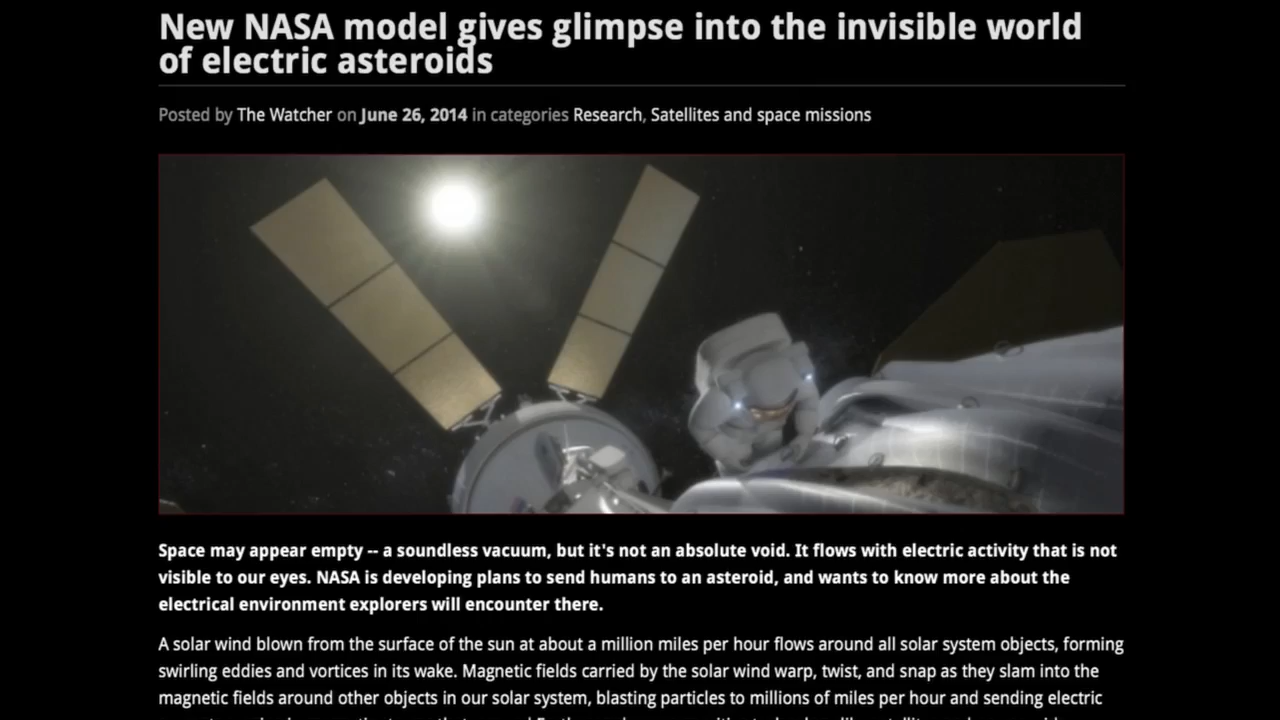 New NASA model gives glimpse into the invisible world
of electric asteroids
Posted by The Watcher on June 26, 2014 in categories Research, Satellites and space missions
Space may appear empty -- a soundless vacuum, but it's not an absolute void. It flows with electric activity that is not
visible to our eyes. NASA is developing plans to send humans to an asteroid, and wants to know more about the
electrical environment explorers will encounter there.
A solar wind blown from the surface of the sun at about a million miles per hour flows around all solar system objects, forming
swirling eddies and vortices in its wake. Magnetic fields carried by the solar wind warp, twist, and snap as they slam into the
magnetic fields around other objects in our solar system, blasting particles to millions of miles per hour and sending electric